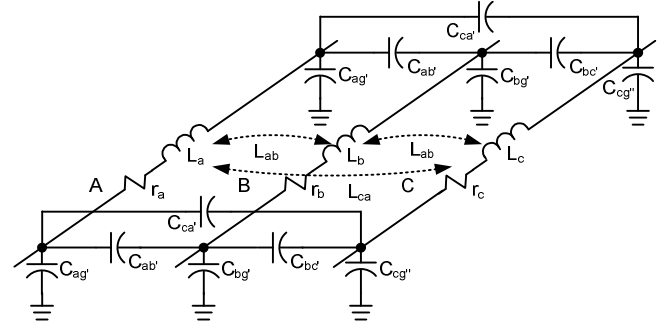 Cca'
Cag' Cab' Cbg' Cbc' Ccg''
La Lab Lb Lab Lc
A ra B rb Lca C rc
Cca'
Cag' Cab' Cbg' Cbc' Ccg''